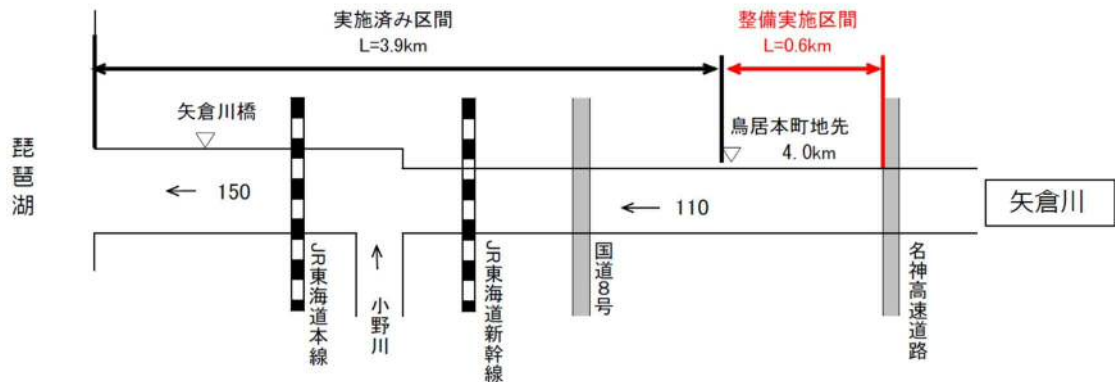 実施済み区間
L=3.9km
整備実施区間
L=0.6km
矢倉川橋
鳥居本町地先
4.0km
琵琶湖
← 150
← 110
矢倉川
JR東海道本線
↑
小野川
JR東海道新幹線
国道8号
名神高速道路